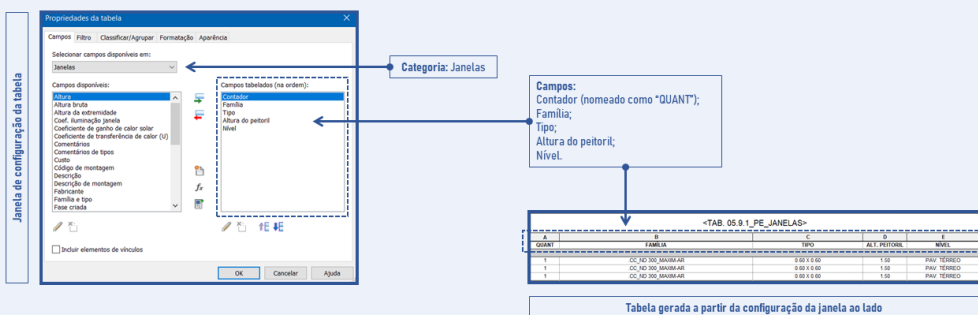 Janela de configuração da tabela
Propriedades da tabela
Campos Filtro Classificar/Agrupar Formatação Aparência
Selecionar campos disponíveis em:
Janelas
Campos disponíveis:
Altura
Altura bruta
Altura da extremidade
Coef. iluminação janela
Coeficiente de ganho de calor solar
Coeficiente de transferência de calor (U)
Comentários
Comentários de tipos
Custo
Código de montagem
Descrição
Descrição de montagem
Fabricante
Família e tipo
Fase criada
Campos tabelados (na ordem):
Contador
Família
Tipo
Altura do peitoril
Nível
fx
Incluir elementos de vínculos
OK Cancelar Ajuda
Categoria: Janelas
Campos:
Contador (nomeado como “QUANT”);
Família;
Tipo;
Altura do peitoril;
Nível.
<TAB. 05.9.1_PE_JANELAS>
A B C D E
QUANT FAMÍLIA TIPO ALT. PEITORIL NÍVEL
1 CC_ND 300_MAXIM-AR 0.60 X 0.60 1.50 PAV. TÉRREO
1 CC_ND 300_MAXIM-AR 0.60 X 0.60 1.50 PAV. TÉRREO
1 CC_ND 300_MAXIM-AR 0.60 X 0.60 1.50 PAV. TÉRREO
Tabela gerada a partir da configuração da janela ao lado